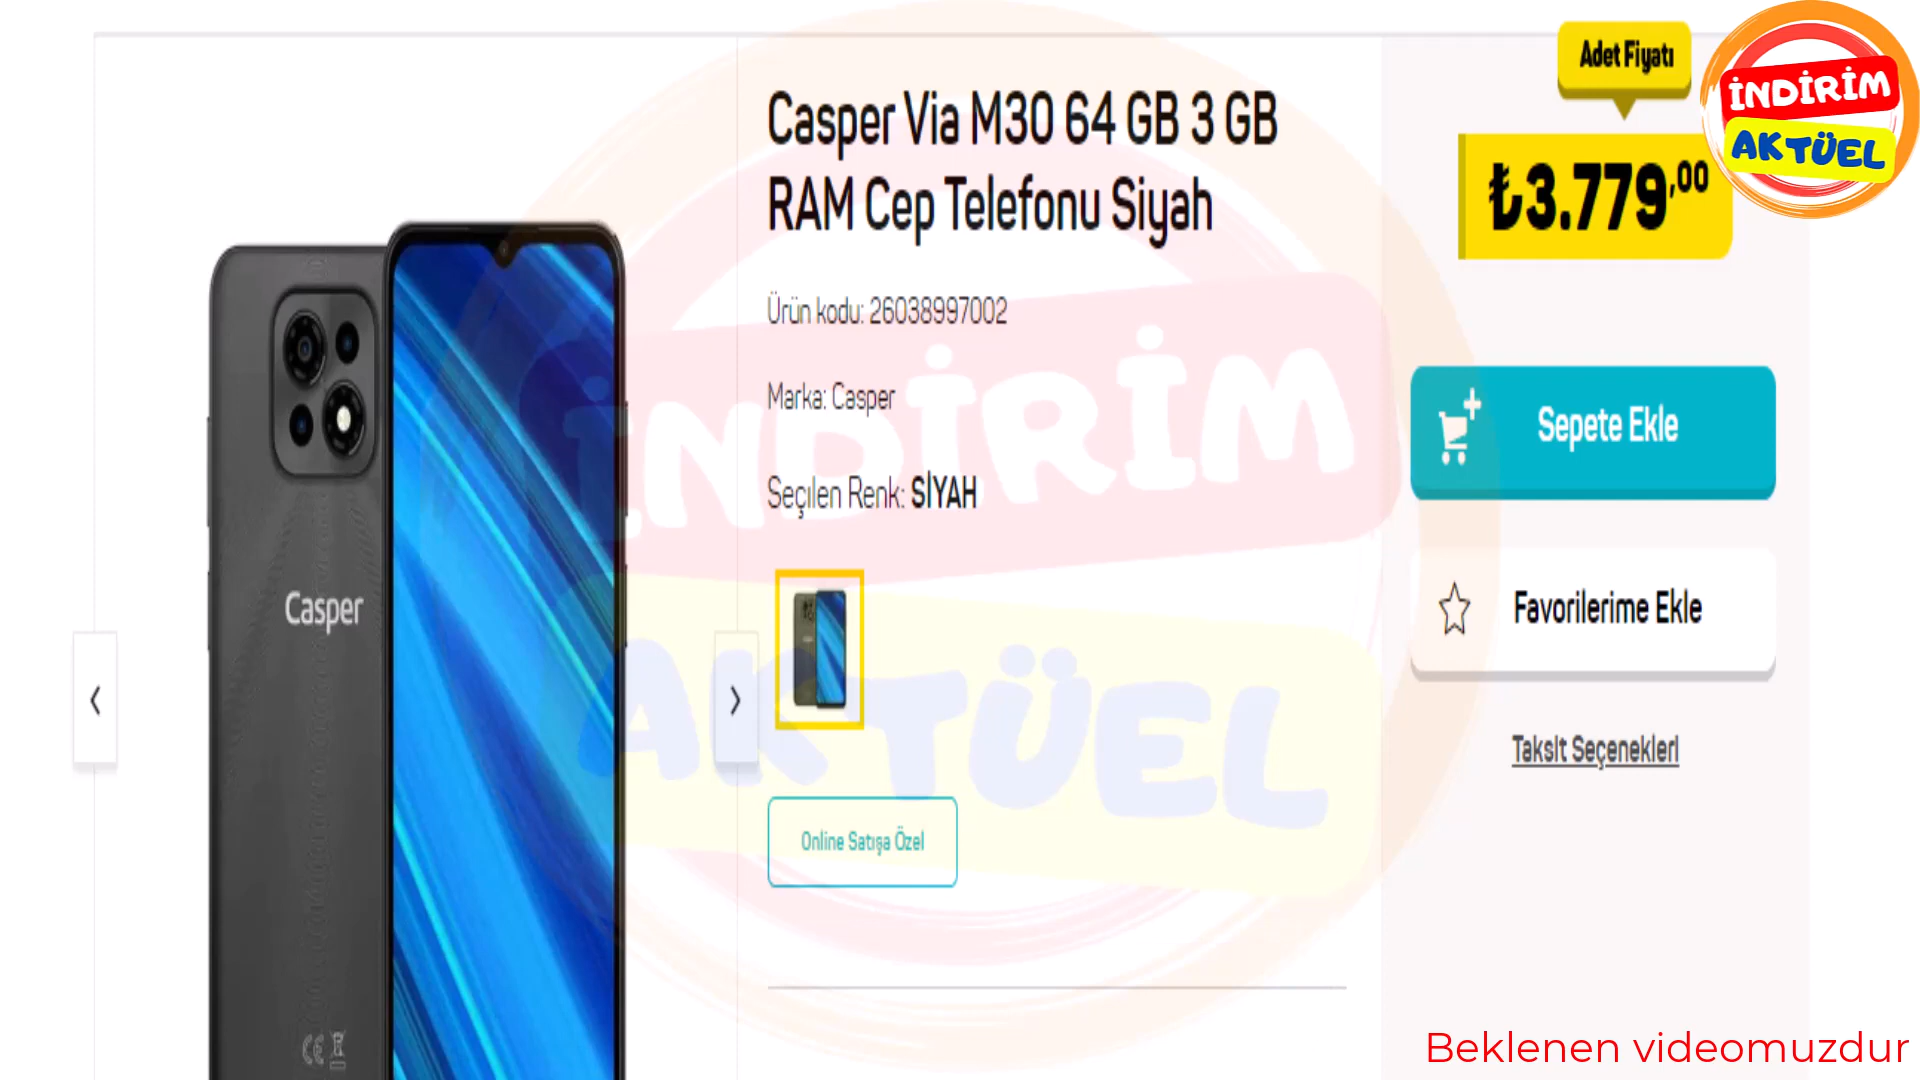 Adet Fiyatı
İNDİRİM
AKTÜEL
₺3.779,00
Casper Via M30 64 GB 3 GB
RAM Cep Telefonu Siyah
Ürün kodu: 26038997002
Marka: Casper
Seçilen Renk: SİYAH
Online Satışa Özel
Sepete Ekle
Favorilerime Ekle
Taksit Seçenekleri
Casper
CE
İNDİRİM
AKTÜEL
Beklenen videomuzdur